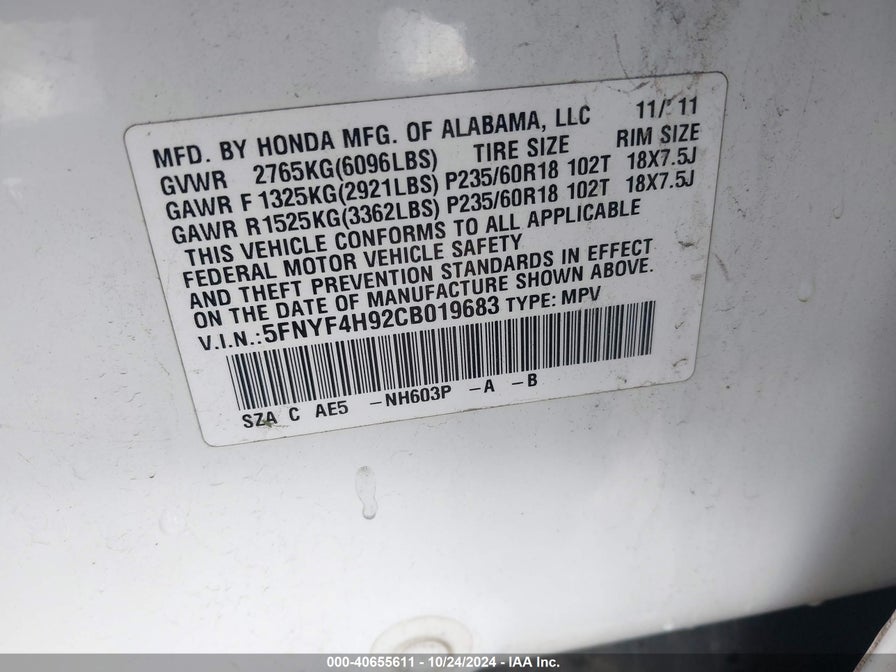 MFD. BY HONDA MFG. OF ALABAMA, LLC 11/'11
GVWR 2765KG(6096LBS) TIRE SIZE RIM SIZE
GAWR F 1325KG(2921LBS) P235/60R18 102T 18X7.5J
GAWR R1525KG(3362LBS) P235/60R18 102T 18X7.5J
THIS VEHICLE CONFORMS TO ALL APPLICABLE
FEDERAL MOTOR VEHICLE SAFETY
AND THEFT PREVENTION STANDARDS IN EFFECT
ON THE DATE OF MANUFACTURE SHOWN ABOVE.
V.I.N.:5FNYF4H92CB019683 TYPE: MPV
SZA C AE5 -NH603P -A -B
000-40655611 - 10/24/2024 - IAA Inc.